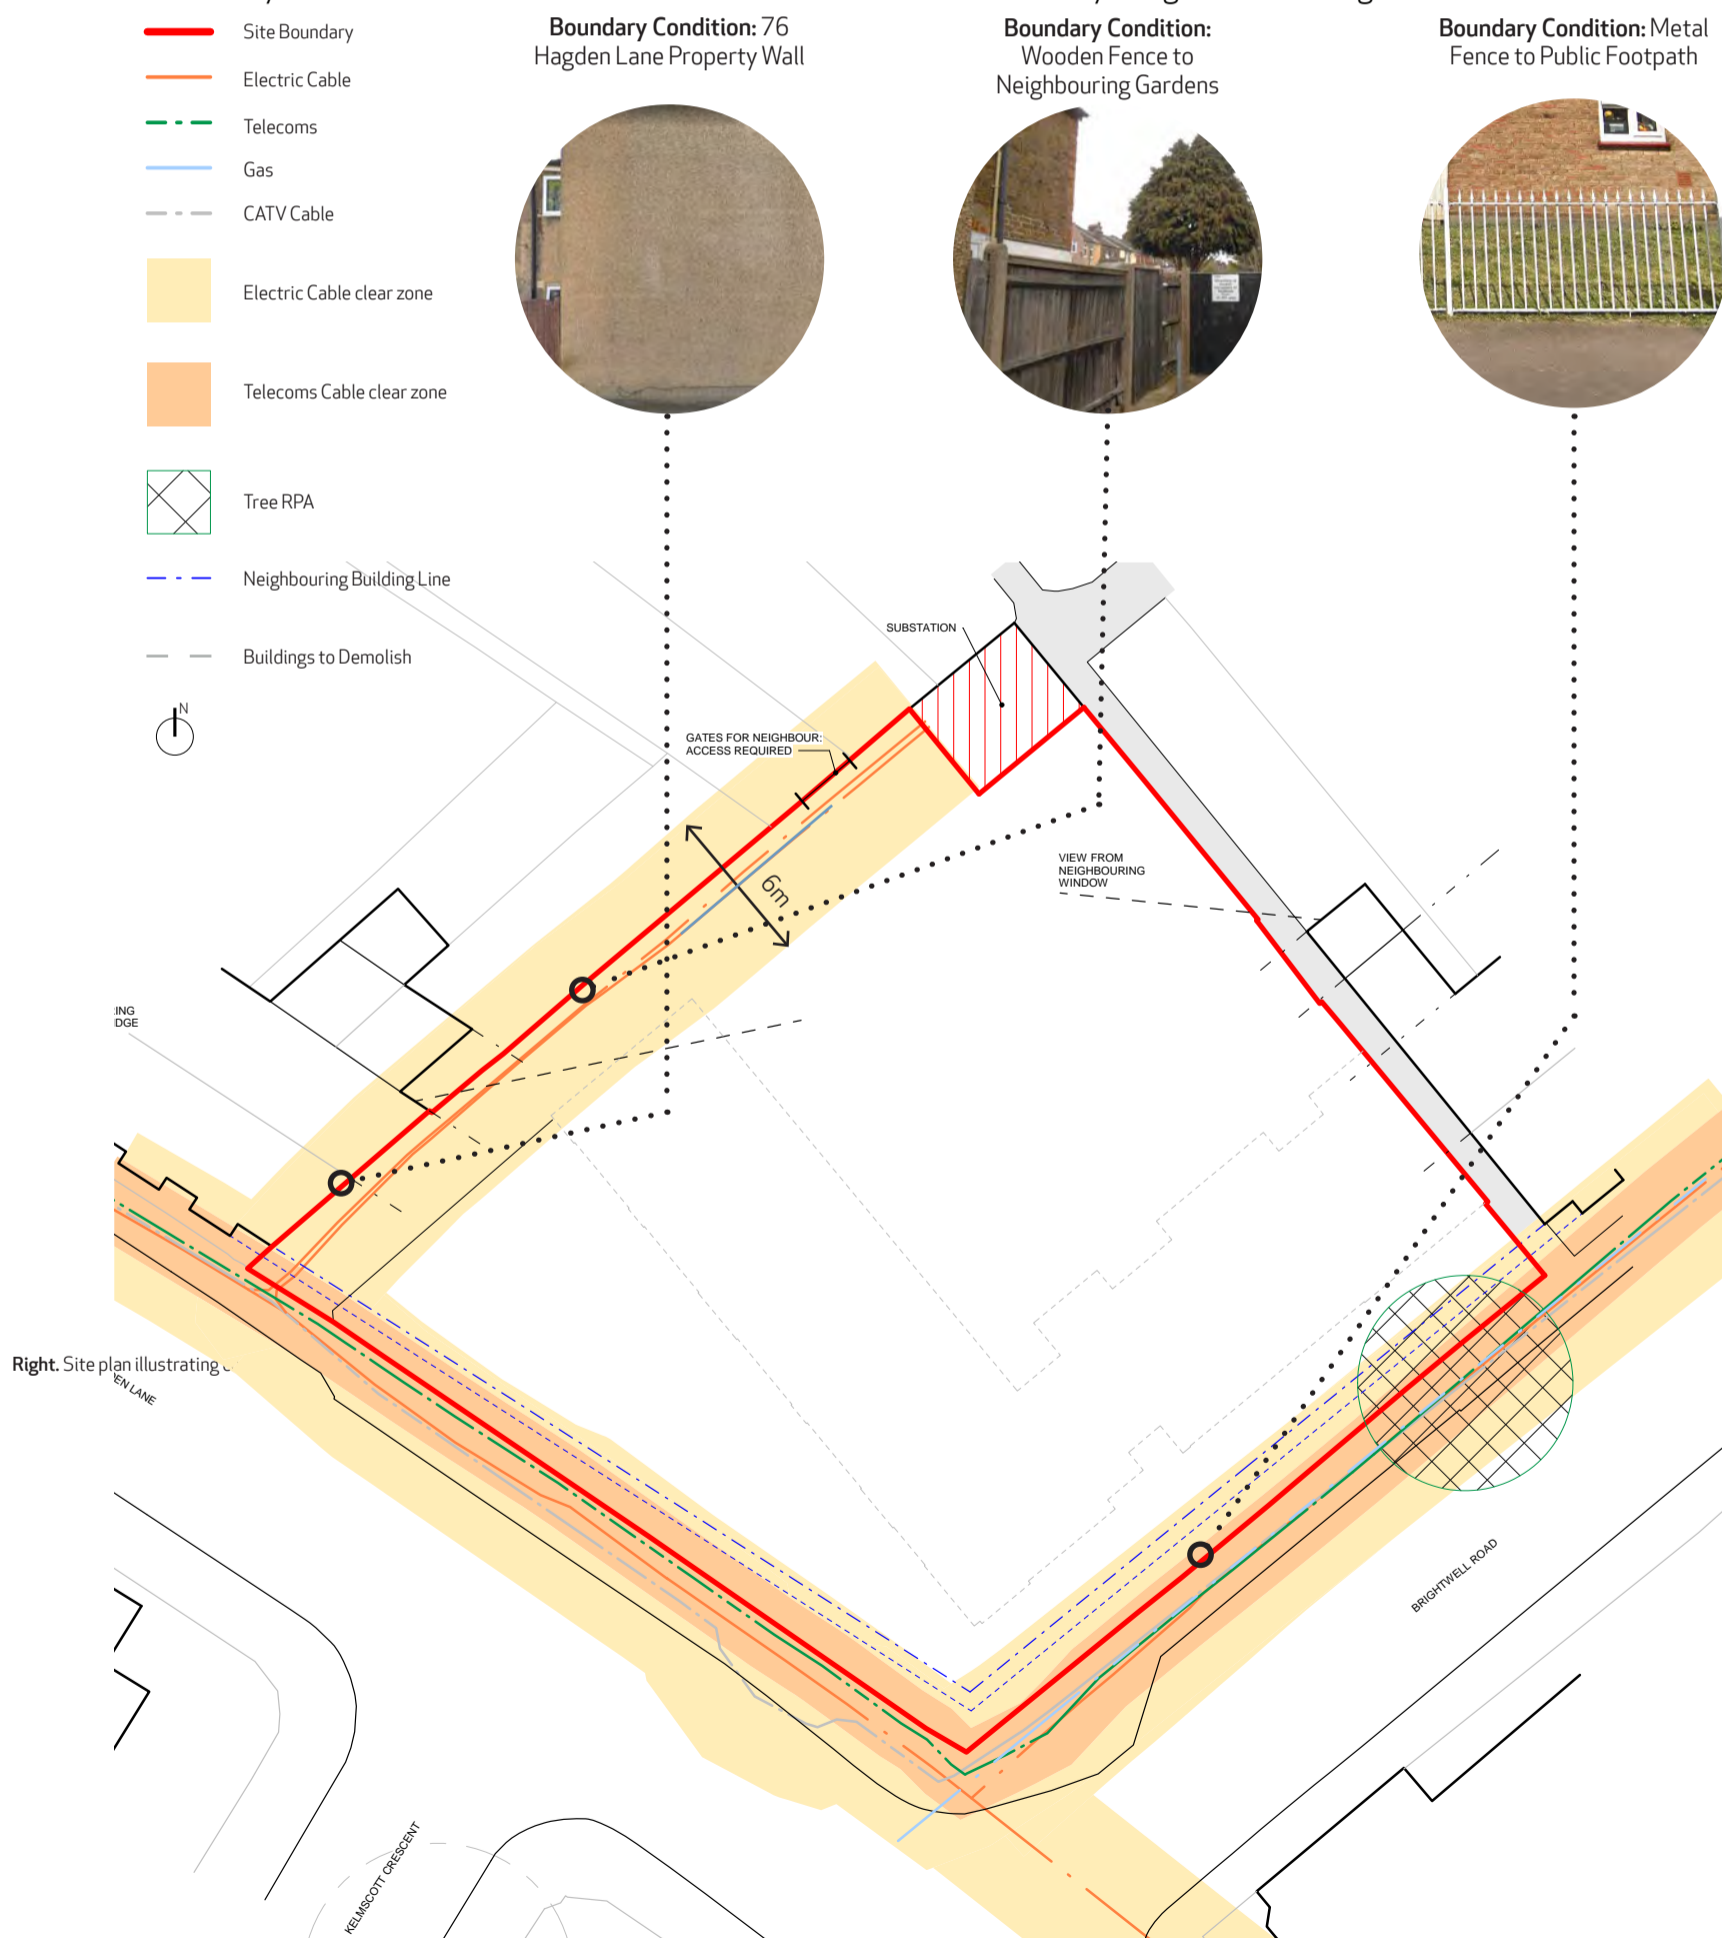 Site Boundary
Electric Cable
Telecoms
Gas
CATV Cable
Electric Cable clear zone
Telecoms Cable clear zone
Tree RPA
Neighbouring Building Line
Buildings to Demolish
N
Boundary Condition: 76
Hagden Lane Property Wall
Boundary Condition:
Wooden Fence to
Neighbouring Gardens
Boundary Condition: Metal
Fence to Public Footpath
SUBSTATION
GATES FOR NEIGHBOUR:
ACCESS REQUIRED
6m
VIEW FROM
NEIGHBOURING
WINDOW
Right. Site plan illustrating
BRIGHTWELL ROAD
KELMSCOTT CRESCENT